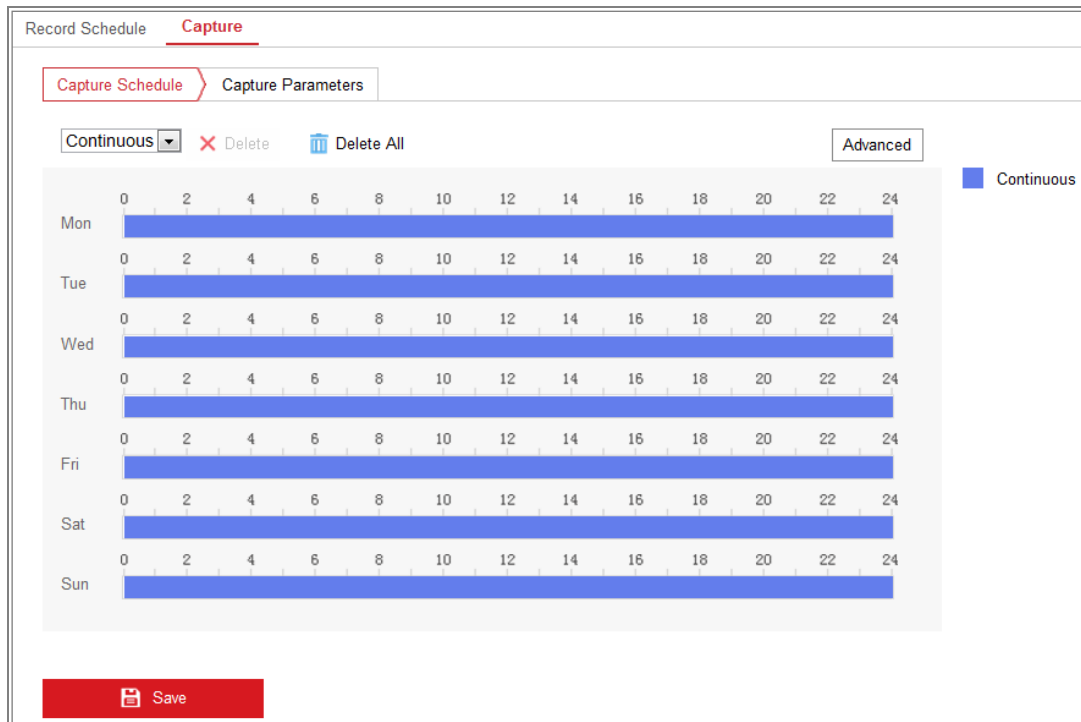 Record Schedule Capture
Capture Schedule Capture Parameters
Continuous Delete Delete All Advanced
Continuous
0 2 4 6 8 10 12 14 16 18 20 22 24
Mon
0 2 4 6 8 10 12 14 16 18 20 22 24
Tue
0 2 4 6 8 10 12 14 16 18 20 22 24
Wed
0 2 4 6 8 10 12 14 16 18 20 22 24
Thu
0 2 4 6 8 10 12 14 16 18 20 22 24
Fri
0 2 4 6 8 10 12 14 16 18 20 22 24
Sat
0 2 4 6 8 10 12 14 16 18 20 22 24
Sun
Save